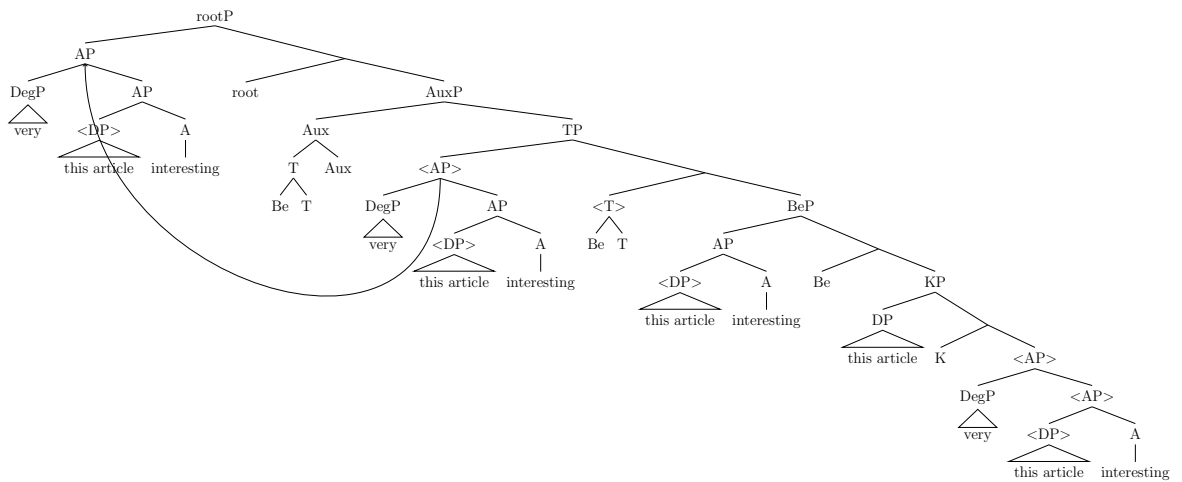 rootP
AP
DegP AP root AuxP
very <DP> A Aux TP
this article interesting T Aux <AP>
Be T DegP AP <T> BeP
very <DP> A Be T AP
this article interesting <DP> A Be KP
this article interesting DP
this article K <AP>
DegP <AP>
very <DP> A
this article interesting